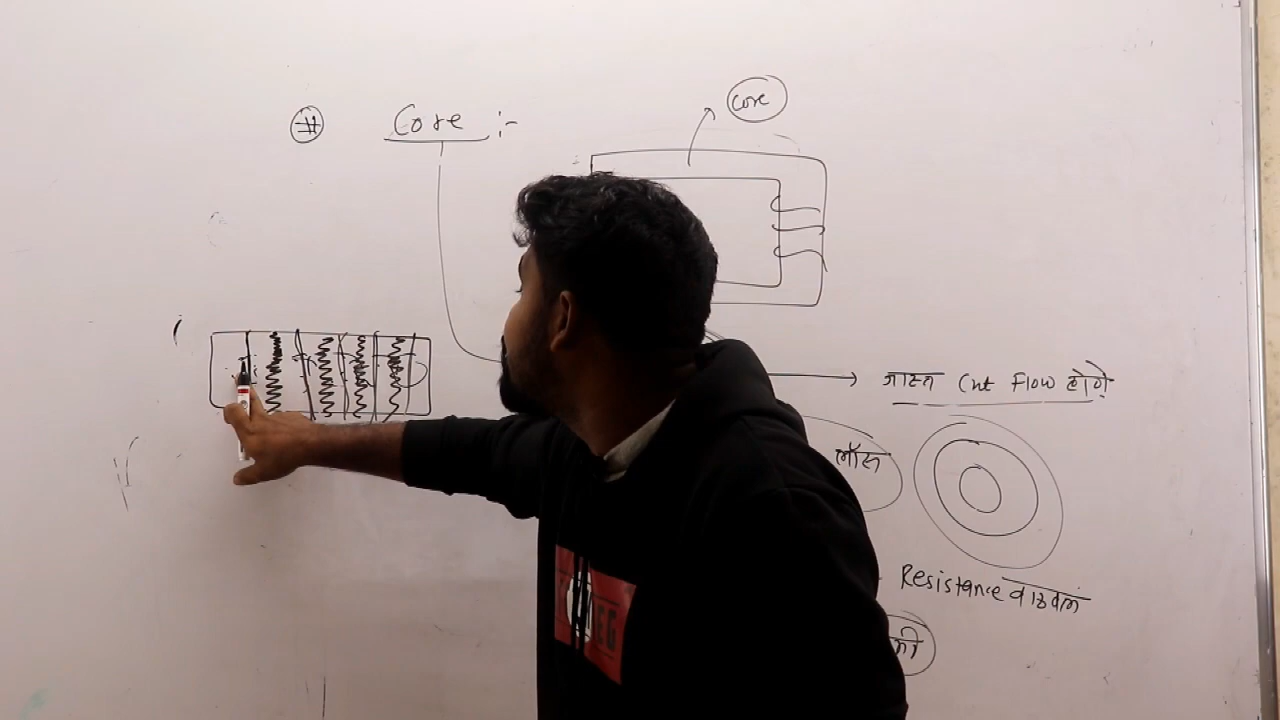 # Core :-
Core
जास्त Cnt flow होणे
लॉस
Resistance वाढवलं